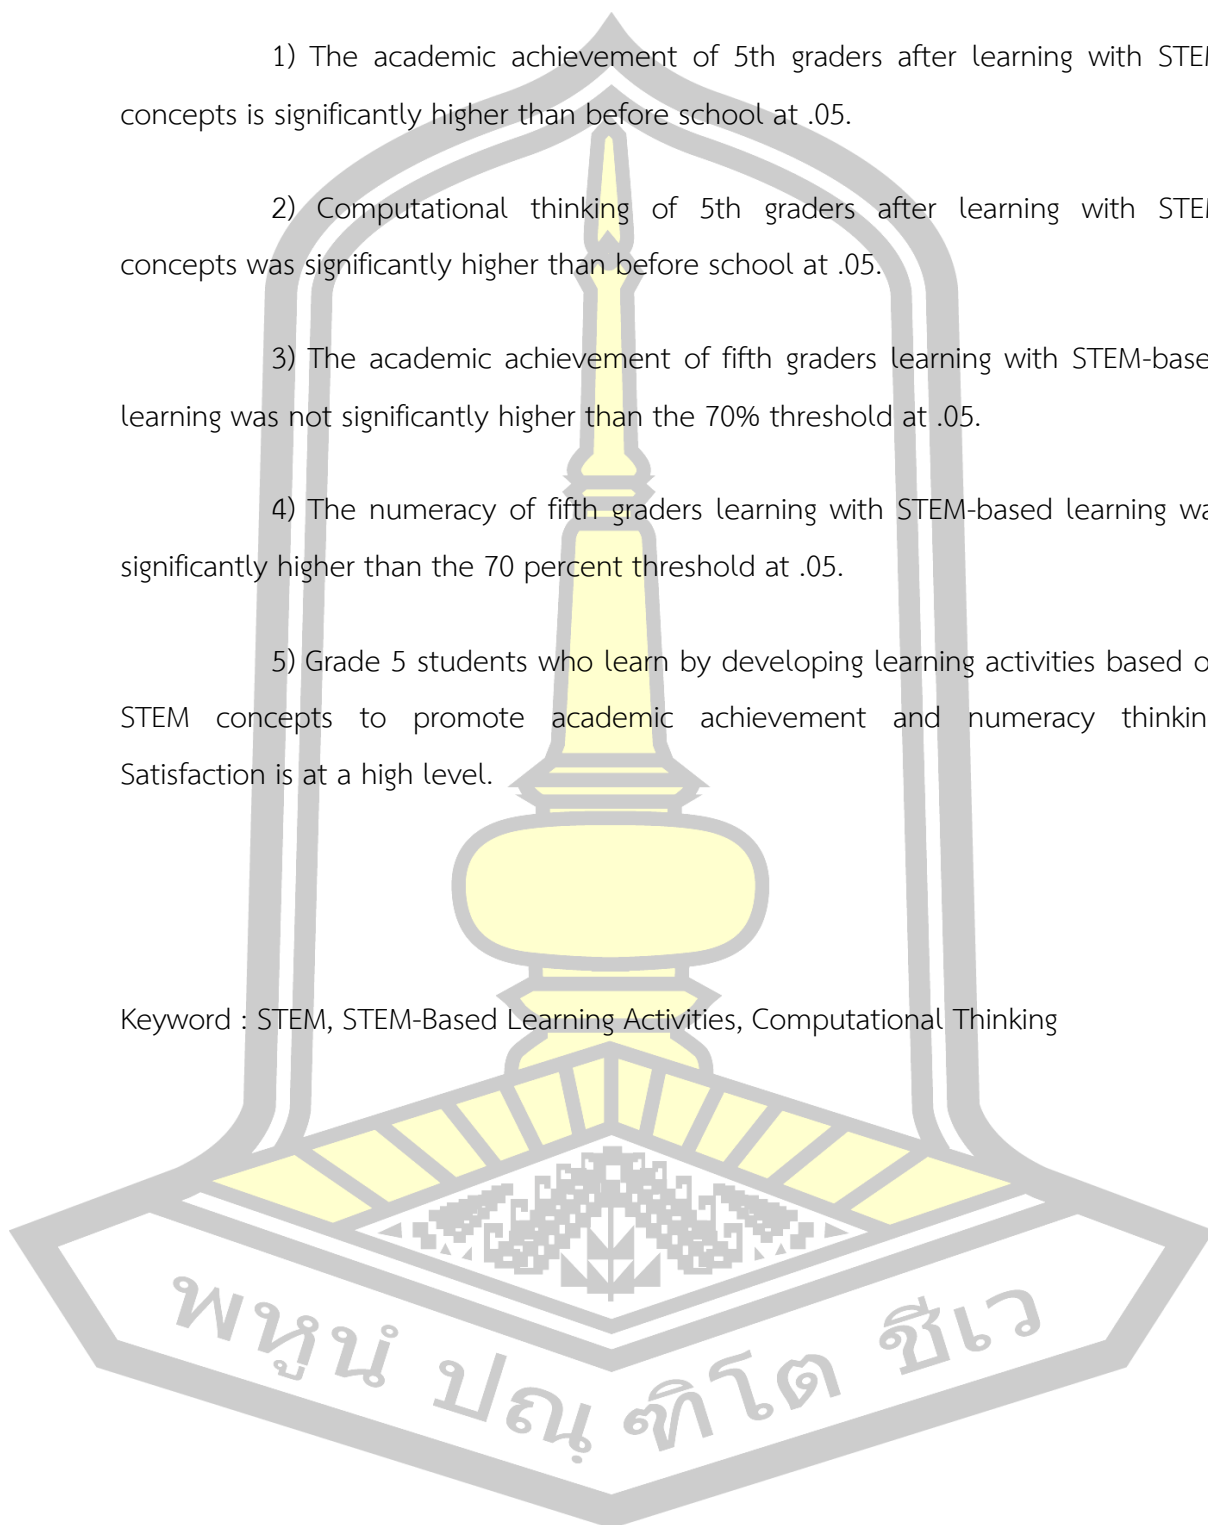 1) The academic achievement of 5th graders after learning with STEM
concepts is significantly higher than before school at .05.
2) Computational thinking of 5th graders after learning with STEM
concepts was significantly higher than before school at .05.
3) The academic achievement of fifth graders learning with STEM-base
learning was not significantly higher than the 70% threshold at .05.
4) The numeracy of fifth graders learning with STEM-based learning wa
significantly higher than the 70 percent threshold at .05.
5) Grade 5 students who learn by developing learning activities based o
STEM concepts to promote academic achievement and numeracy thinkin
Satisfaction is at a high level.
Keyword : STEM, STEM-Based Learning Activities, Computational Thinking
พหูนํ ปณฺฑิโต ชีเว